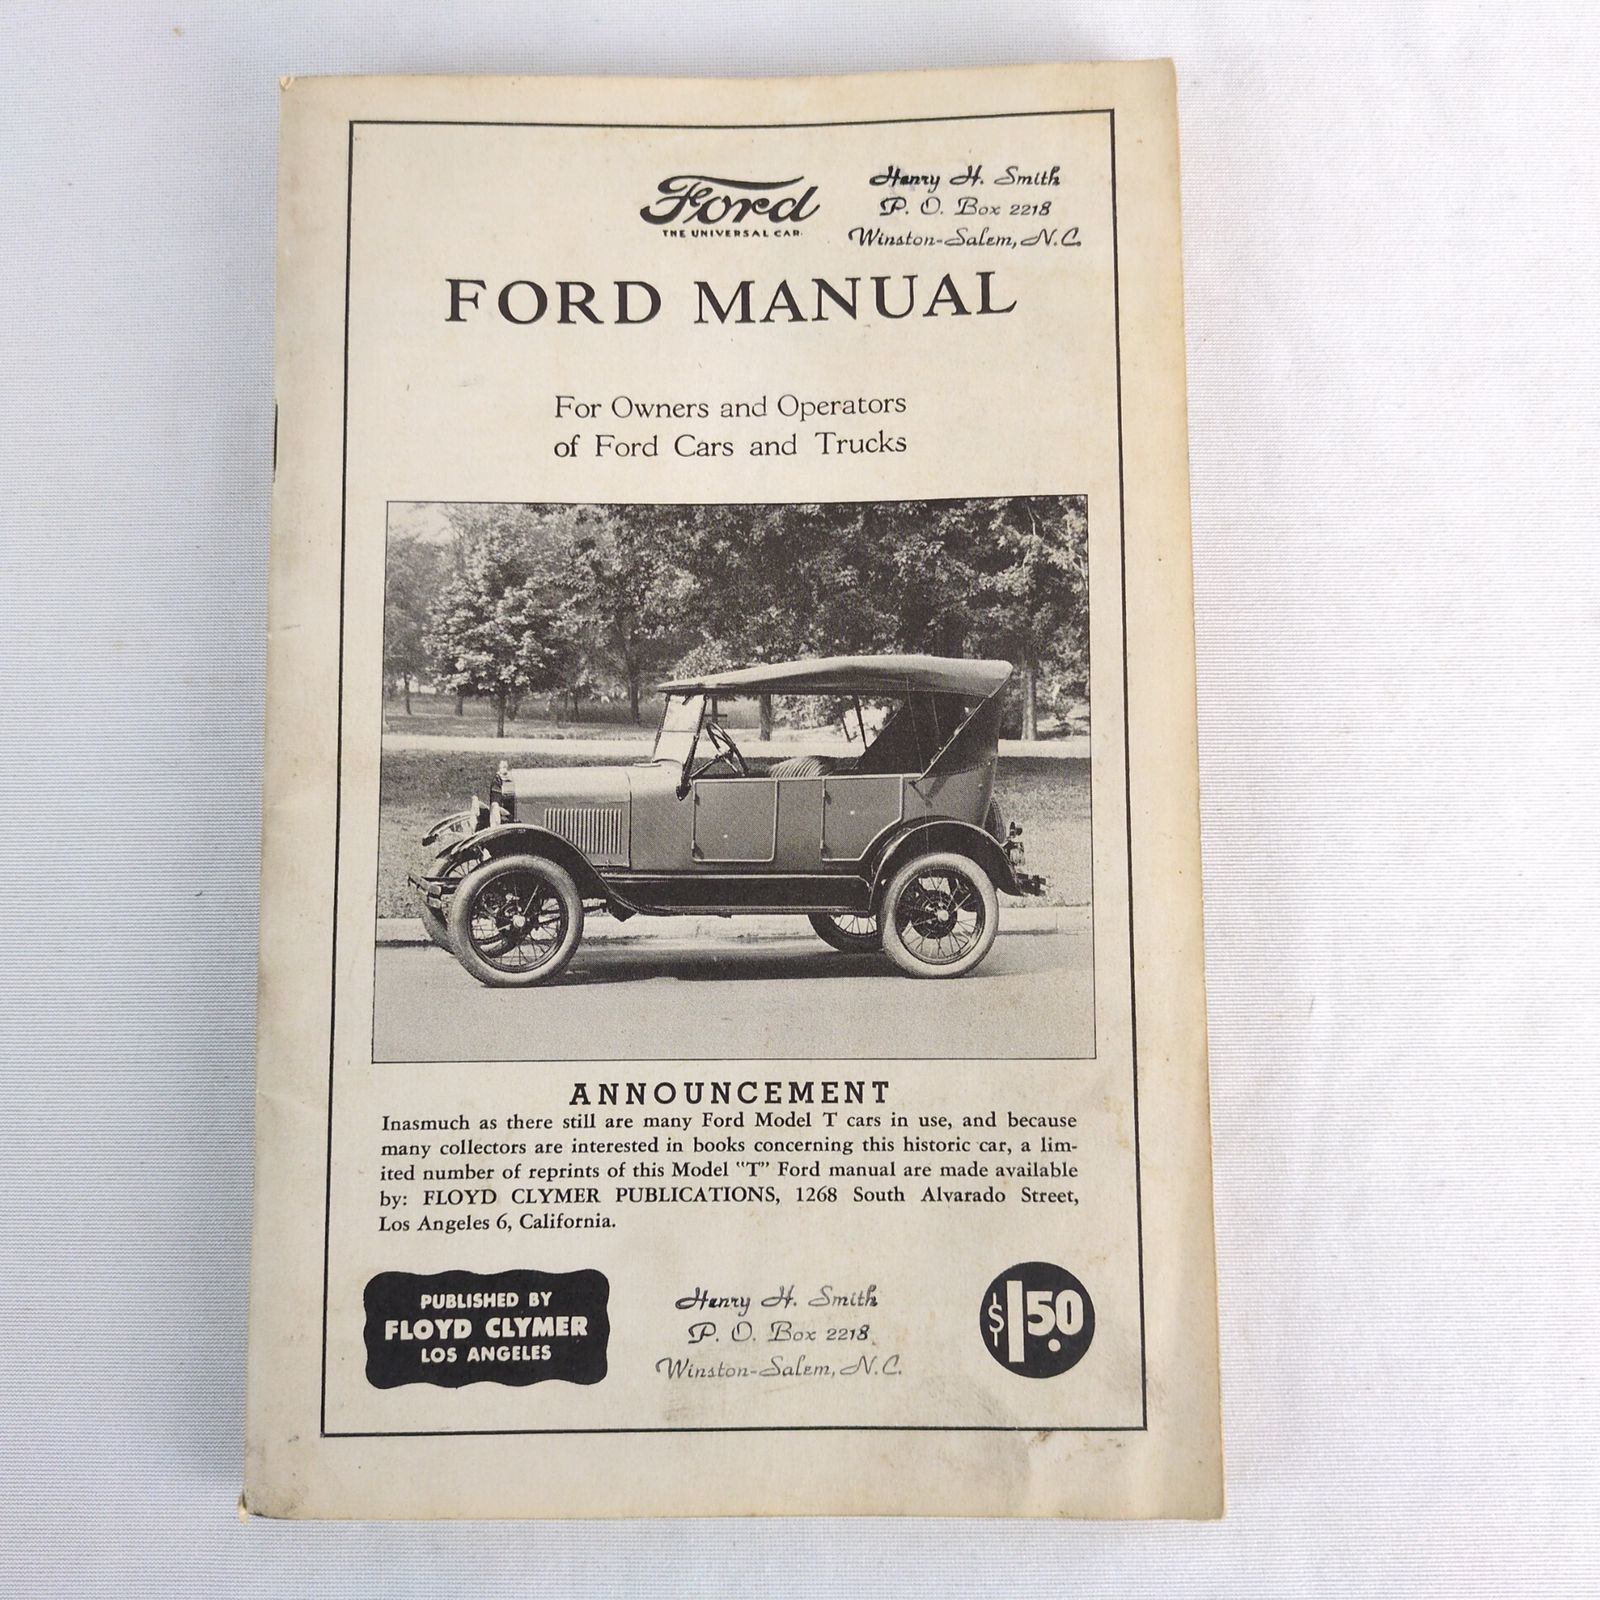 Ford
THE UNIVERSAL CAR
Henry H. Smith
P. O. Box 2218
Winston-Salem, N.C.
FORD MANUAL
For Owners and Operators
of Ford Cars and Trucks
ANNOUNCEMENT
Inasmuch as there still are many Ford Model T cars in use, and because
many collectors are interested in books concerning this historic car, a lim-
ited number of reprints of this Model "T" Ford manual are made available
by: FLOYD CLYMER PUBLICATIONS, 1268 South Alvarado Street,
Los Angeles 6, California.
PUBLISHED BY
FLOYD CLYMER
LOS ANGELES
Henry H. Smith
P. O. Box 2218
Winston-Salem, N.C.
$1.50